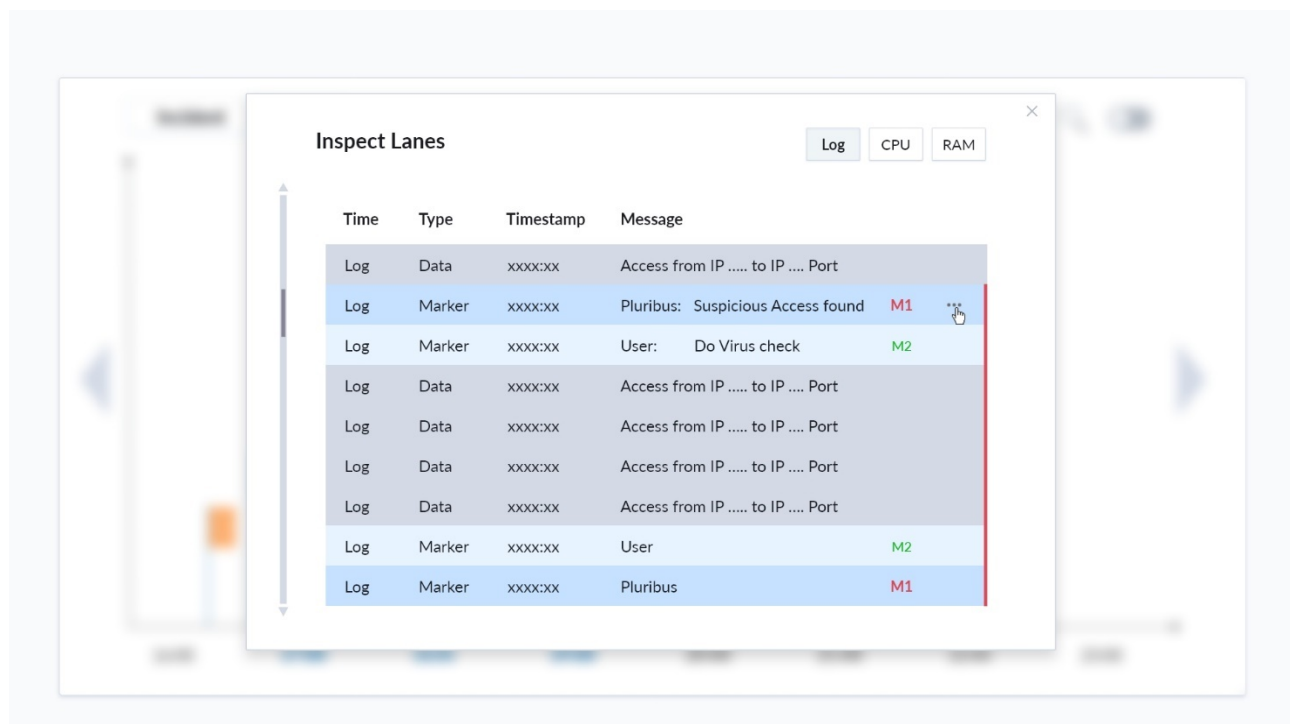 Inspect Lanes
Log CPU RAM
Time Type Timestamp Message
Log Data xxxx:xx Access from IP ..... to IP .... Port
Log Marker xxxx:xx Pluribus: Suspicious Access found M1 ...
Log Marker xxxx:xx User: Do Virus check M2
Log Data xxxx:xx Access from IP ..... to IP .... Port
Log Data xxxx:xx Access from IP ..... to IP .... Port
Log Data xxxx:xx Access from IP ..... to IP .... Port
Log Data xxxx:xx Access from IP ..... to IP .... Port
Log Marker xxxx:xx User M2
Log Marker xxxx:xx Pluribus M1